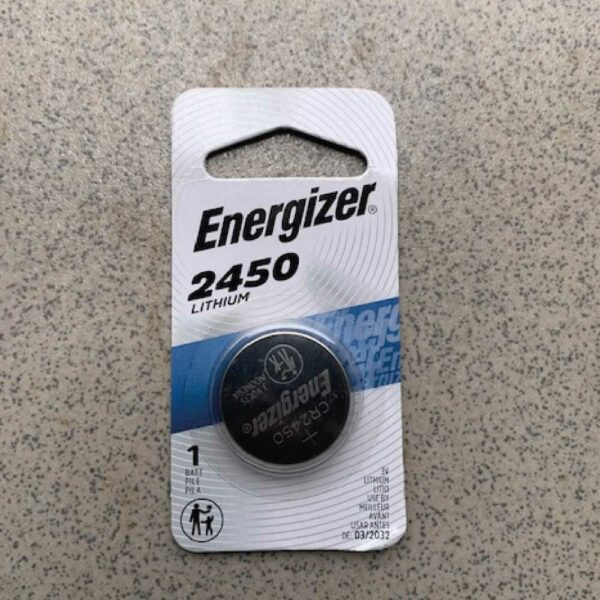 Energizer®
2450
LITHIUM
Energizer®
CR2450
+
1
BATT
PILE
PILA
3V
LITHIUM
LITIO
USE BY
MEILLEUR
AVANT
USAR ANTES
DE: 03/2032